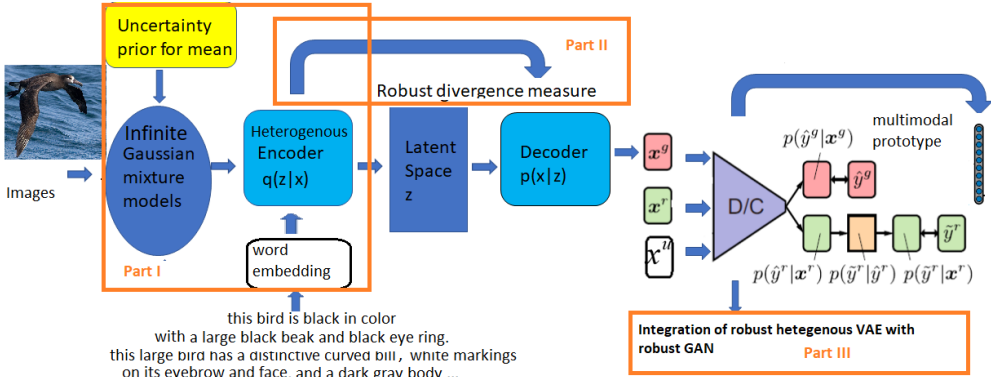 Uncertainty
prior for mean
Part II
Robust divergence measure
Images
Infinite
Gaussian
mixture
models
Part I
Heterogenous
Encoder
q(z|x)
word
embedding
Latent
Space
z
Decoder
p(x|z)
x^g
x^r
x^u
D/C
multimodal
prototype
p(ŷ^g|x^g)
ŷ^g
ỹ^r
p(ŷ^r|x^r) p(ỹ^r|ŷ^r) p(ỹ^r|x^r)
Integration of robust hetegenous VAE with
robust GAN
Part III
this bird is black in color
with a large black beak and black eye ring.
this large bird has a distinctive curved bill, white markings
on its eyebrow and face, and a dark gray body ...